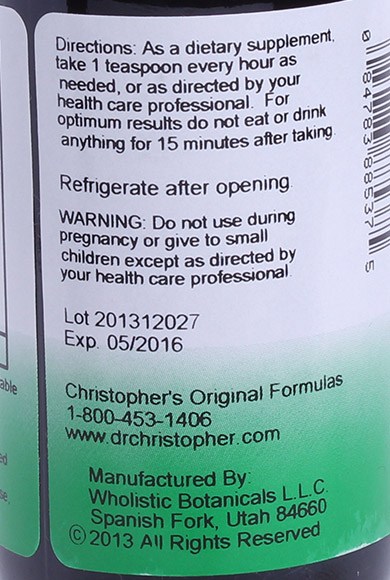 Directions: As a dietary supplement,
take 1 teaspoon every hour as
needed, or as directed by your
health care professional. For
optimum results do not eat or drink
anything for 15 minutes after taking.
Refrigerate after opening.
WARNING: Do not use during
pregnancy or give to small
children except as directed by
your health care professional.
Lot 201312027
Exp. 05/2016
Christopher's Original Formulas
1-800-453-1406
www.drchristopher.com
Manufactured By:
Wholistic Botanicals L.L.C.
Spanish Fork, Utah 84660
©2013 All Rights Reserved
0 84783 88537 5